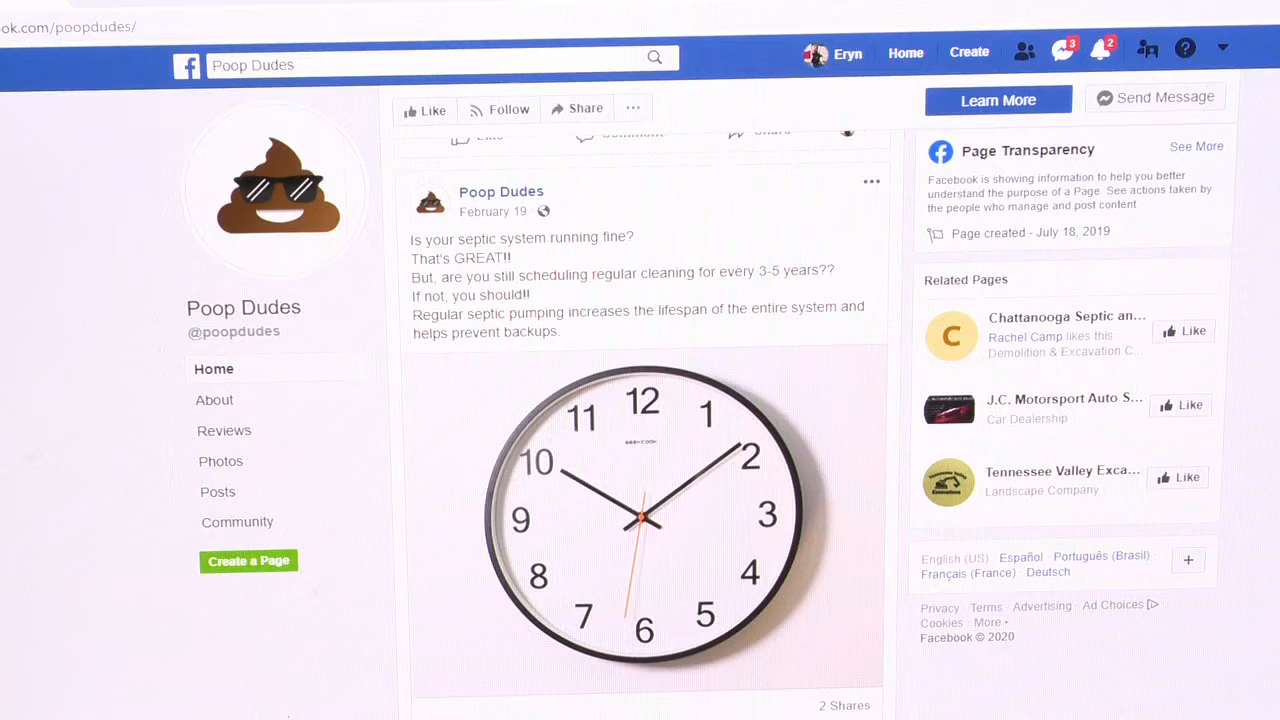 ok.com/poopdudes/
Poop Dudes
Eryn
Home
Create
3
2
Like
Follow
Share
Learn More
Send Message
Like
Comment
Share
Poop Dudes
February 19
Is your septic system running fine?
That's GREAT!!
But, are you still scheduling regular cleaning for every 3-5 years??
If not, you should!!
Regular septic pumping increases the lifespan of the entire system and
helps prevent backups.
12
1
2
3
4
5
6
7
8
9
10
11
2 Shares
Poop Dudes
@poopdudes
Home
About
Reviews
Photos
Posts
Community
Create a Page
Page Transparency
See More
Facebook is showing information to help you better
understand the purpose of a Page. See actions taken by
the people who manage and post content
Page created - July 18, 2019
Related Pages
Chattanooga Septic an...
Rachel Camp likes this
Demolition & Excavation C...
Like
C
J.C. Motorsport Auto S...
Car Dealership
Like
Tennessee Valley Exca...
Landscape Company
Like
English (US) Español Português (Brasil)
Français (France) Deutsch
Privacy Terms Advertising Ad Choices
Cookies More
Facebook © 2020